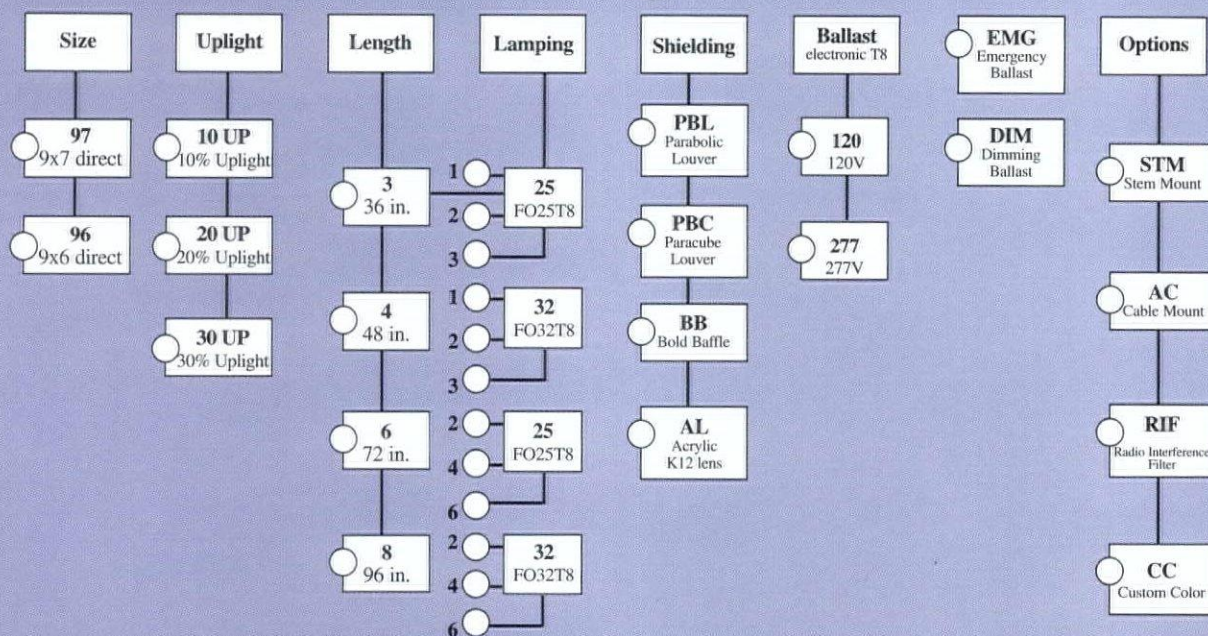 Size
97
9x7 direct
96
9x6 direct
Uplight
10 UP
10% Uplight
20 UP
20% Uplight
30 UP
30% Uplight
Length
3
36 in.
4
48 in.
6
72 in.
8
96 in.
Lamping
1
2
3
25
FO25T8
1
2
3
32
FO32T8
2
4
6
25
FO25T8
2
4
6
32
FO32T8
Shielding
PBL
Parabolic
Louver
PBC
Paracube
Louver
BB
Bold Baffle
AL
Acrylic
K12 lens
Ballast
electronic T8
120
120V
277
277V
EMG
Emergency
Ballast
DIM
Dimming
Ballast
Options
STM
Stem Mount
AC
Cable Mount
RIF
Radio Interference
Filter
CC
Custom Color